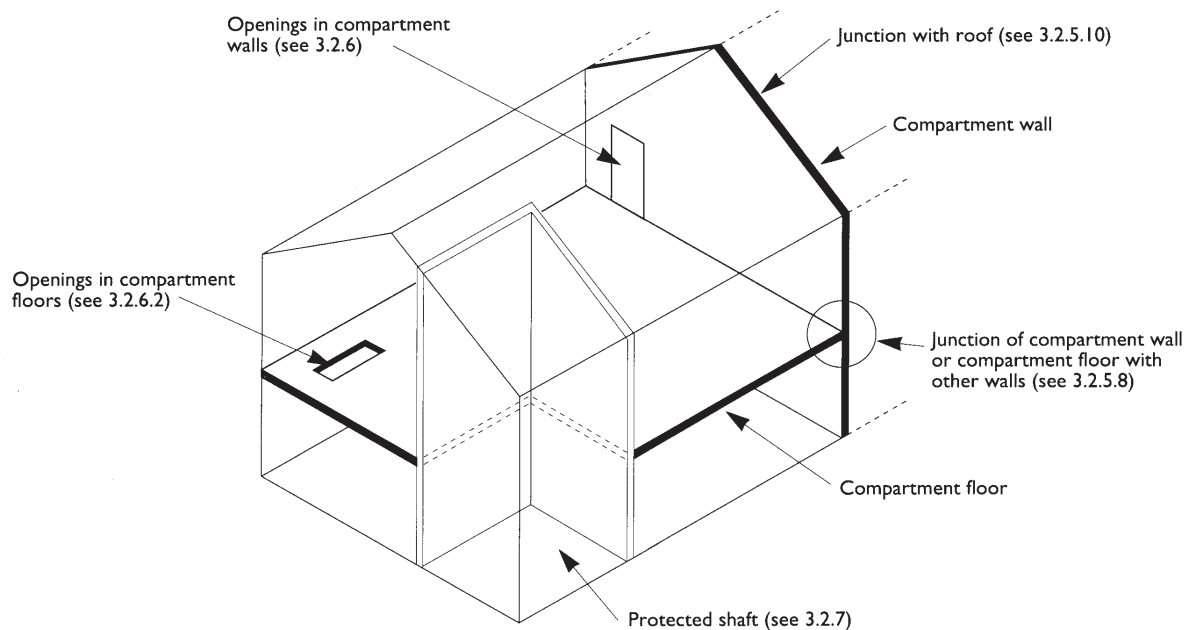 Openings in compartment
walls (see 3.2.6)
Junction with roof (see 3.2.5.10)
Compartment wall
Openings in compartment
floors (see 3.2.6.2)
Junction of compartment wall
or compartment floor with
other walls (see 3.2.5.8)
Compartment floor
Protected shaft (see 3.2.7)